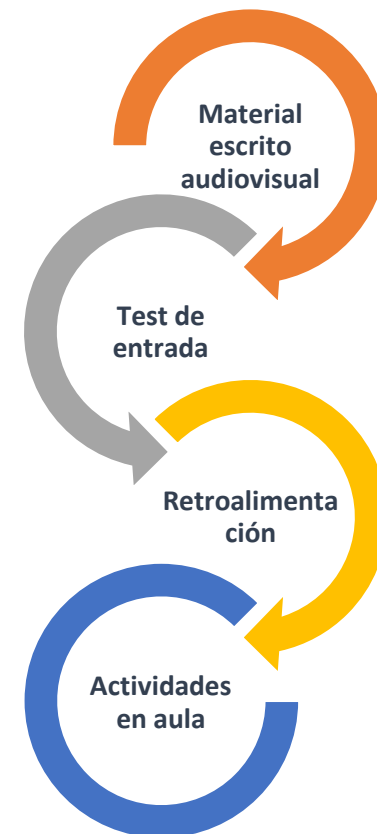 Material
escrito
audiovisual
Test de
entrada
Retroalimenta
ción
Actividades
en aula